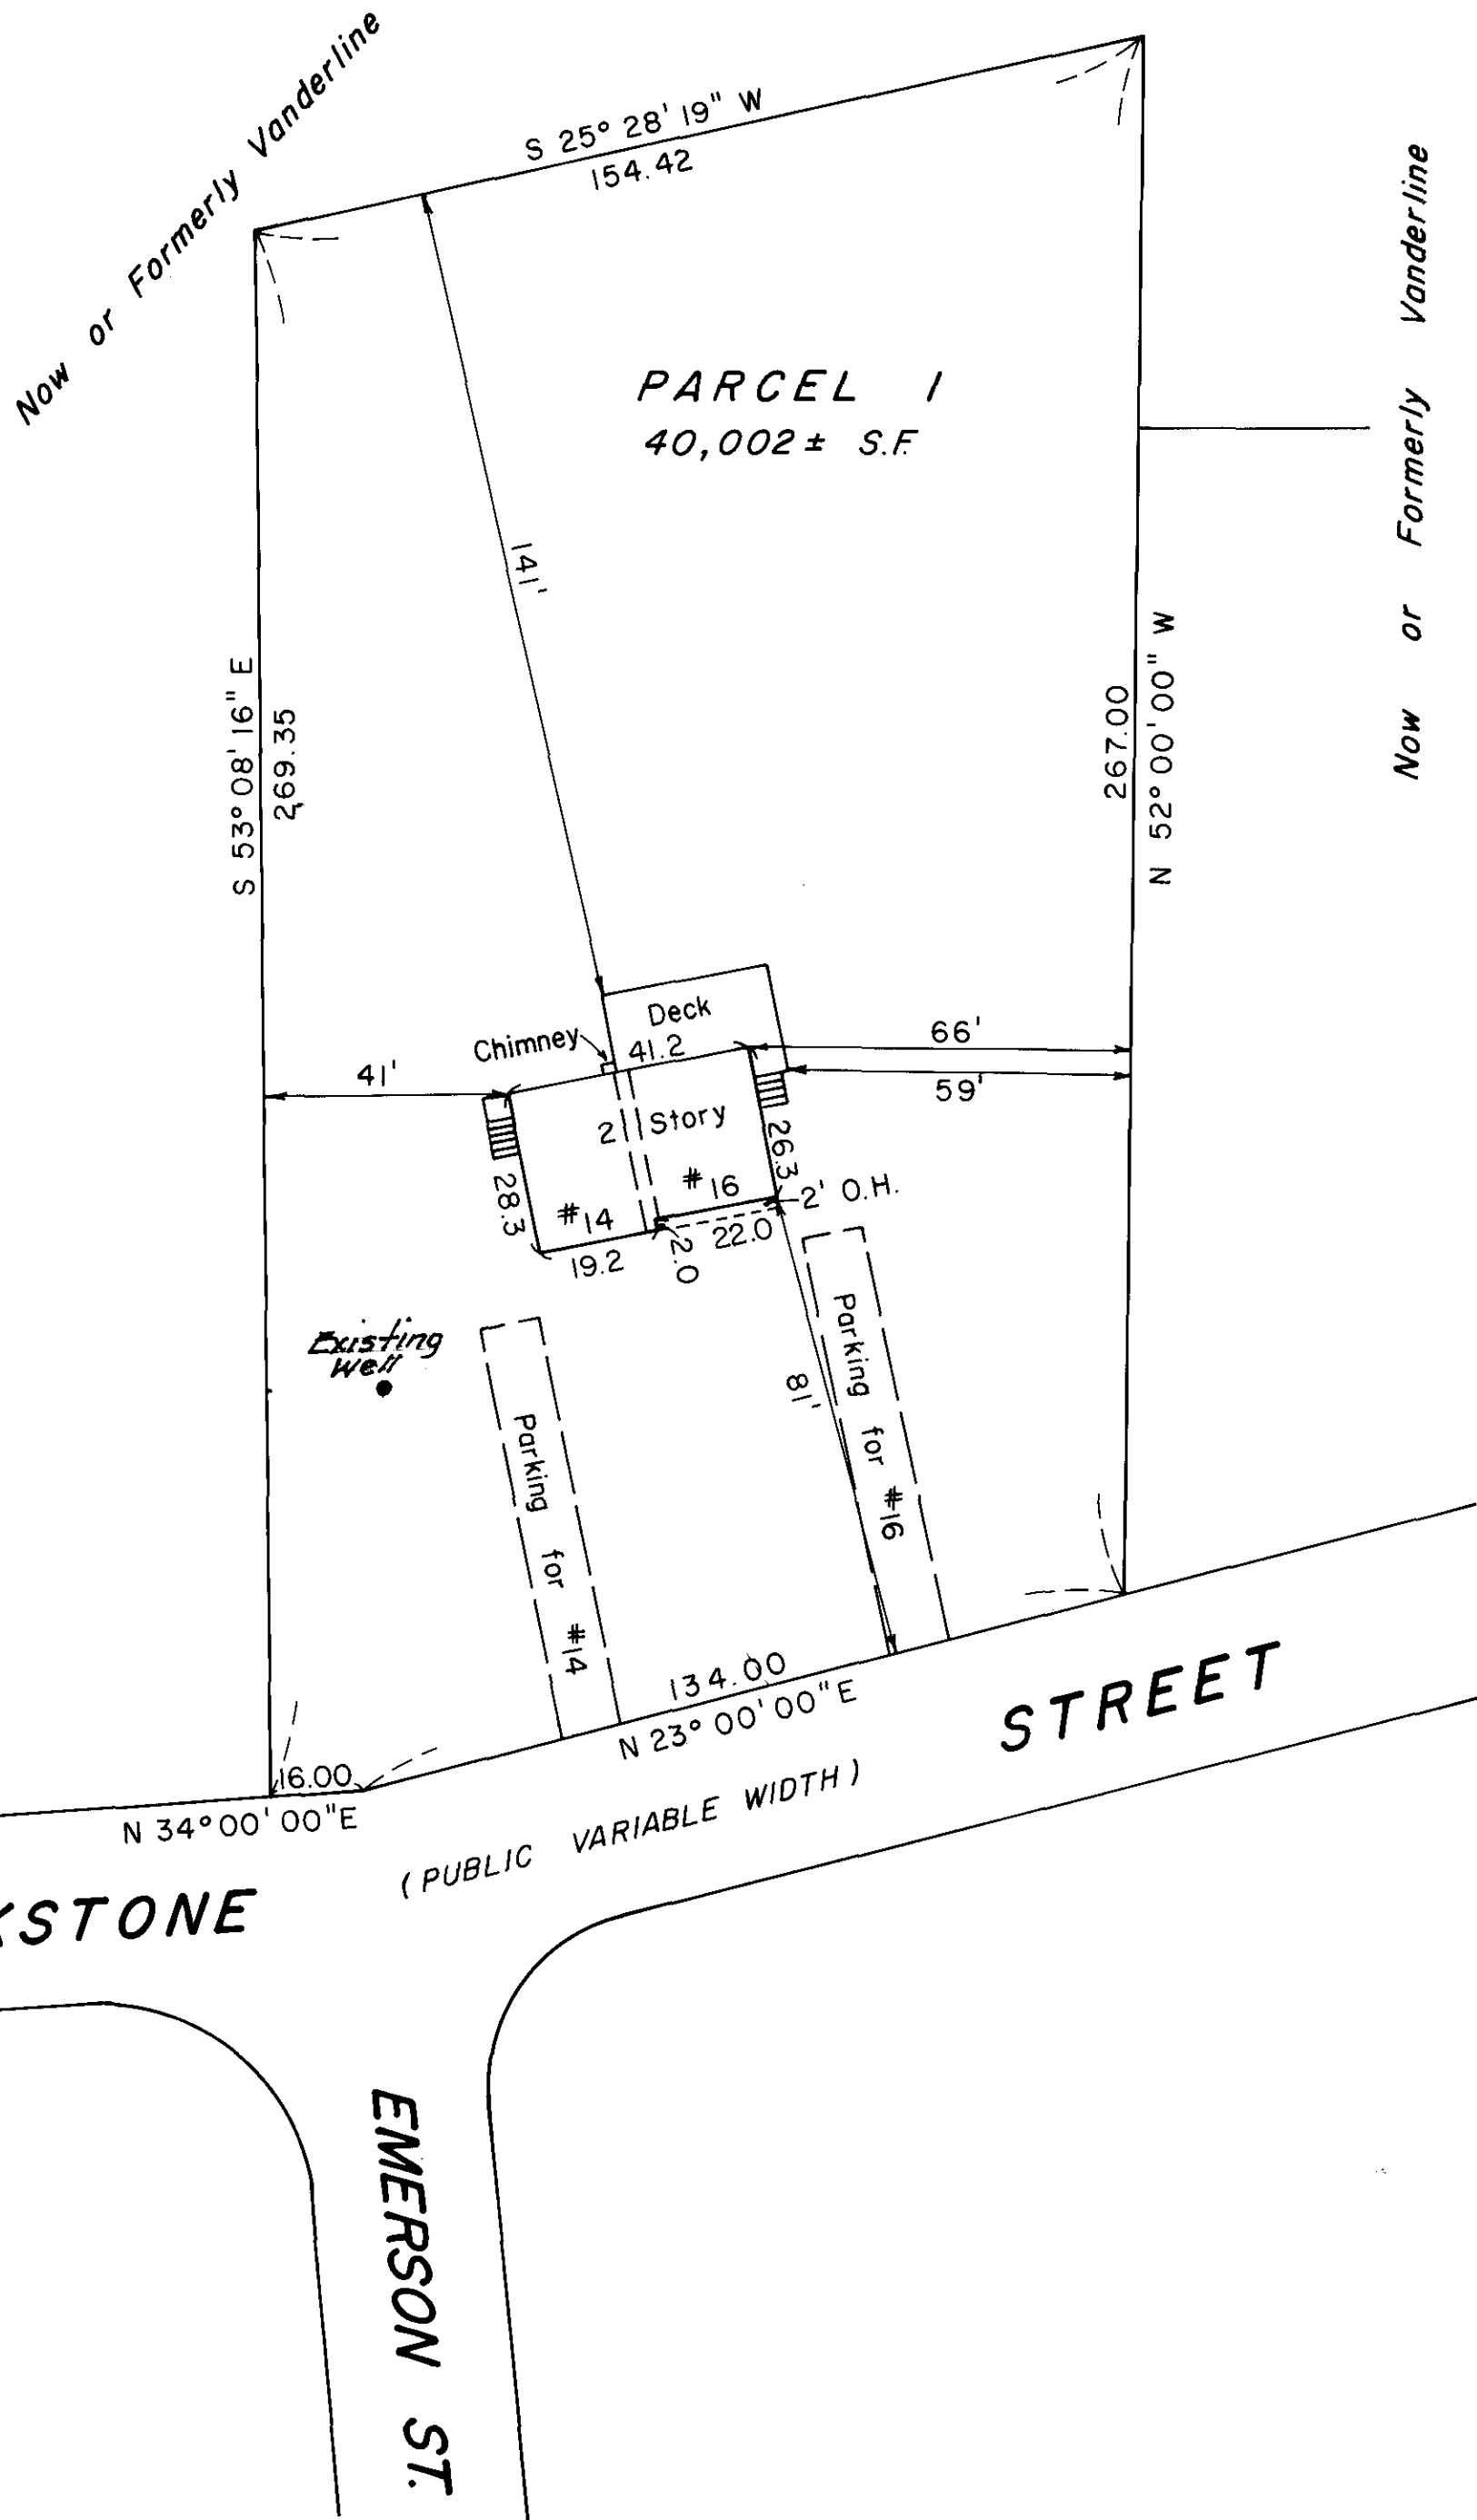 Now or Formerly Vanderline
S 25° 28' 19" W
154.42
Now or Formerly Vanderline
PARCEL 1
40,002± S.F.
141'
S 53° 08' 16" E
269.35
267.00
N 52° 00' 00" W
Deck
Chimney
41.2
66'
41'
59'
2 Story
26.3
28.3
#16
2' O.H.
#14
22.0
19.2
2.0
Existing
Well
Parking for #16
81'
Parking for #14
134.00
N 23° 00' 00" E
STREET
16.00
N 34° 00' 00" E
(PUBLIC VARIABLE WIDTH)
KSTONE
EMERSON ST.